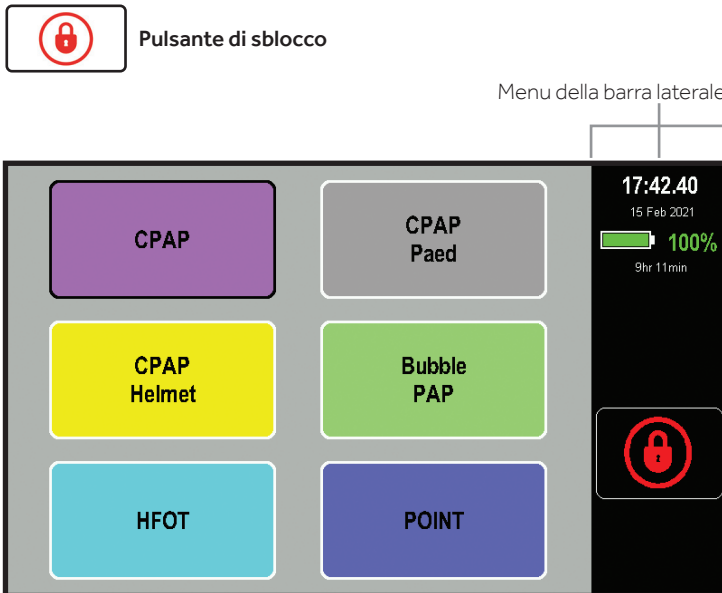 Pulsante di sblocco
Menu della barra laterale
17:42.40
15 Feb 2021
100%
9hr 11min
CPAP
CPAP
Paed
CPAP
Helmet
Bubble
PAP
HFOT
POINT